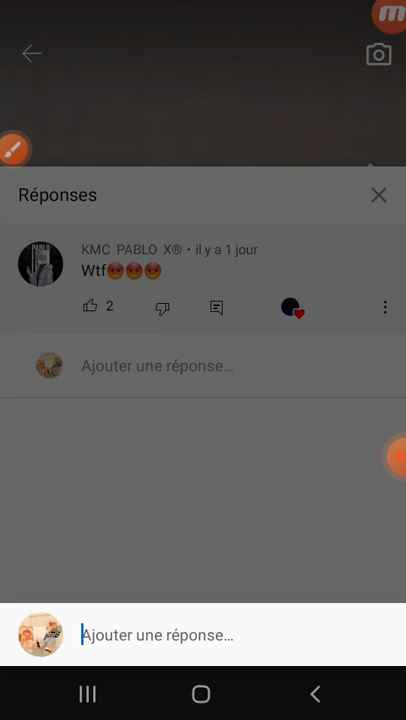 Réponses
KMC PABLO X® • il y a 1 jour
Wtf😡😡😡
2
Ajouter une réponse...
Ajouter une réponse...